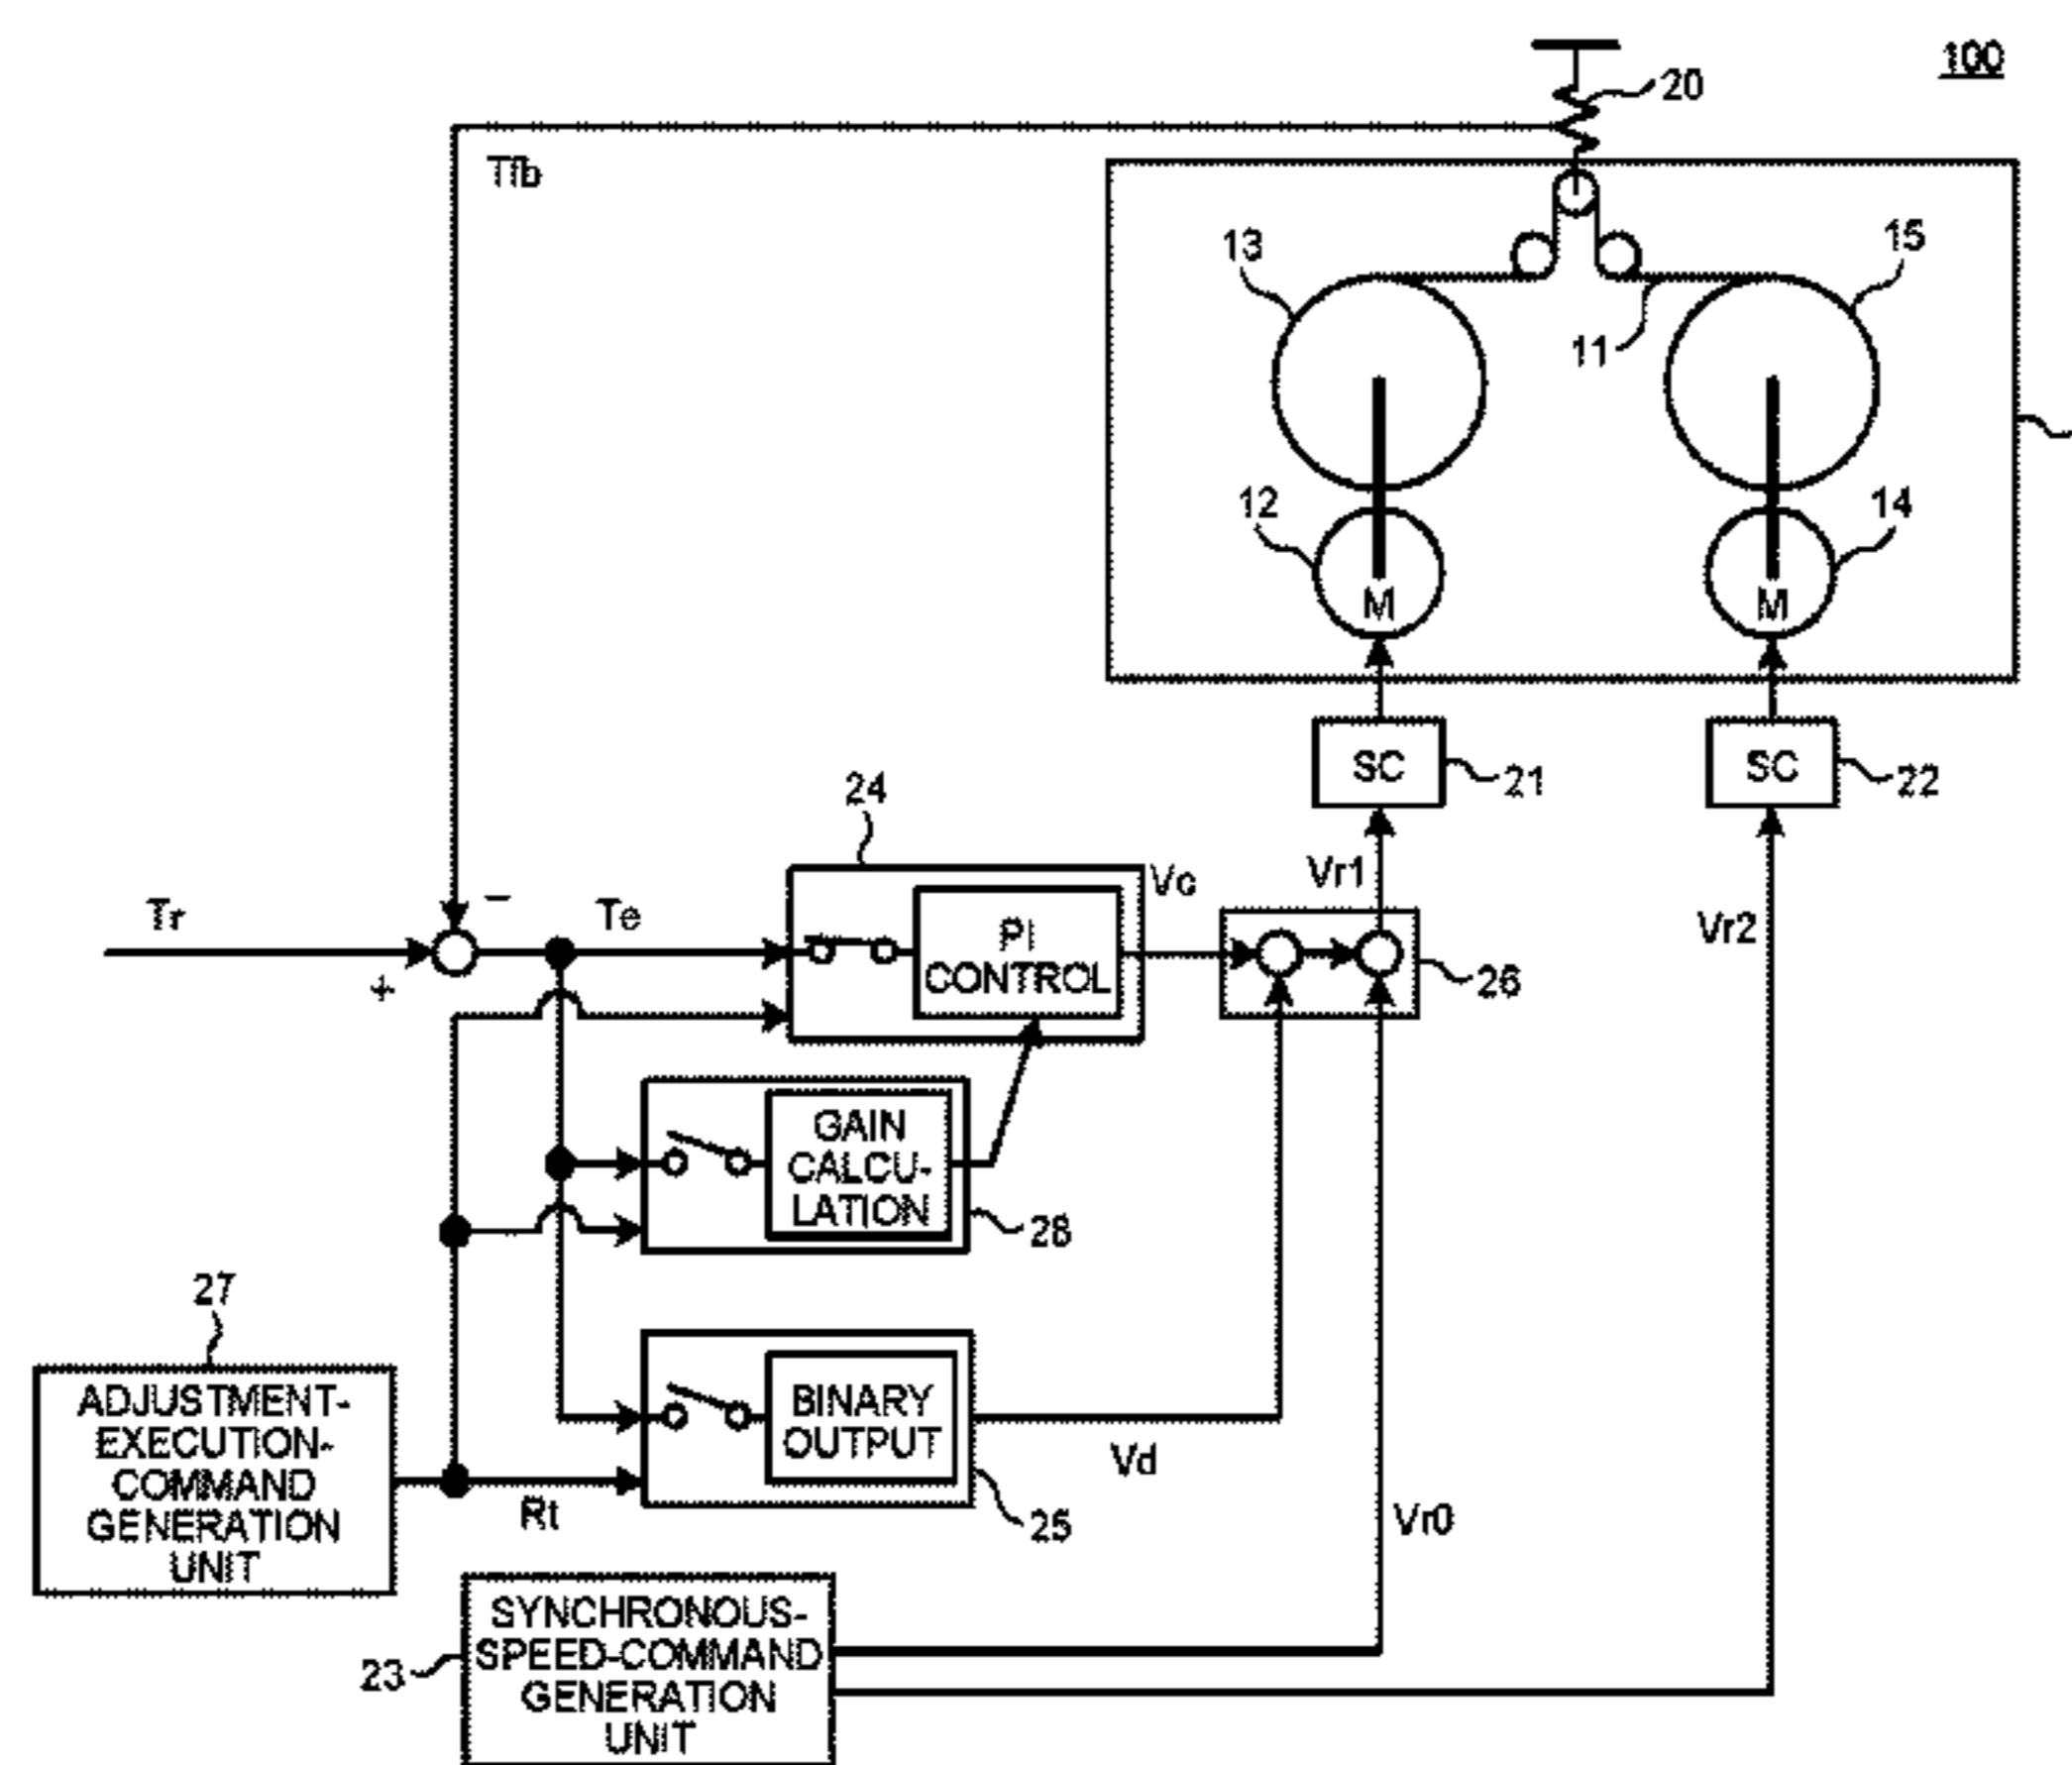 100
20
Tfb
13
15
11
12
14
M
M
SC
21
SC
22
24
Vc
Vr1
Vr2
Tr
Te
−
+
PI
CONTROL
26
GAIN
CALCU-
LATION
28
27
ADJUSTMENT-
EXECUTION-
COMMAND
GENERATION
UNIT
BINARY
OUTPUT
Vd
Rt
25
Vr0
SYNCHRONOUS-
SPEED-COMMAND
GENERATION
UNIT
23